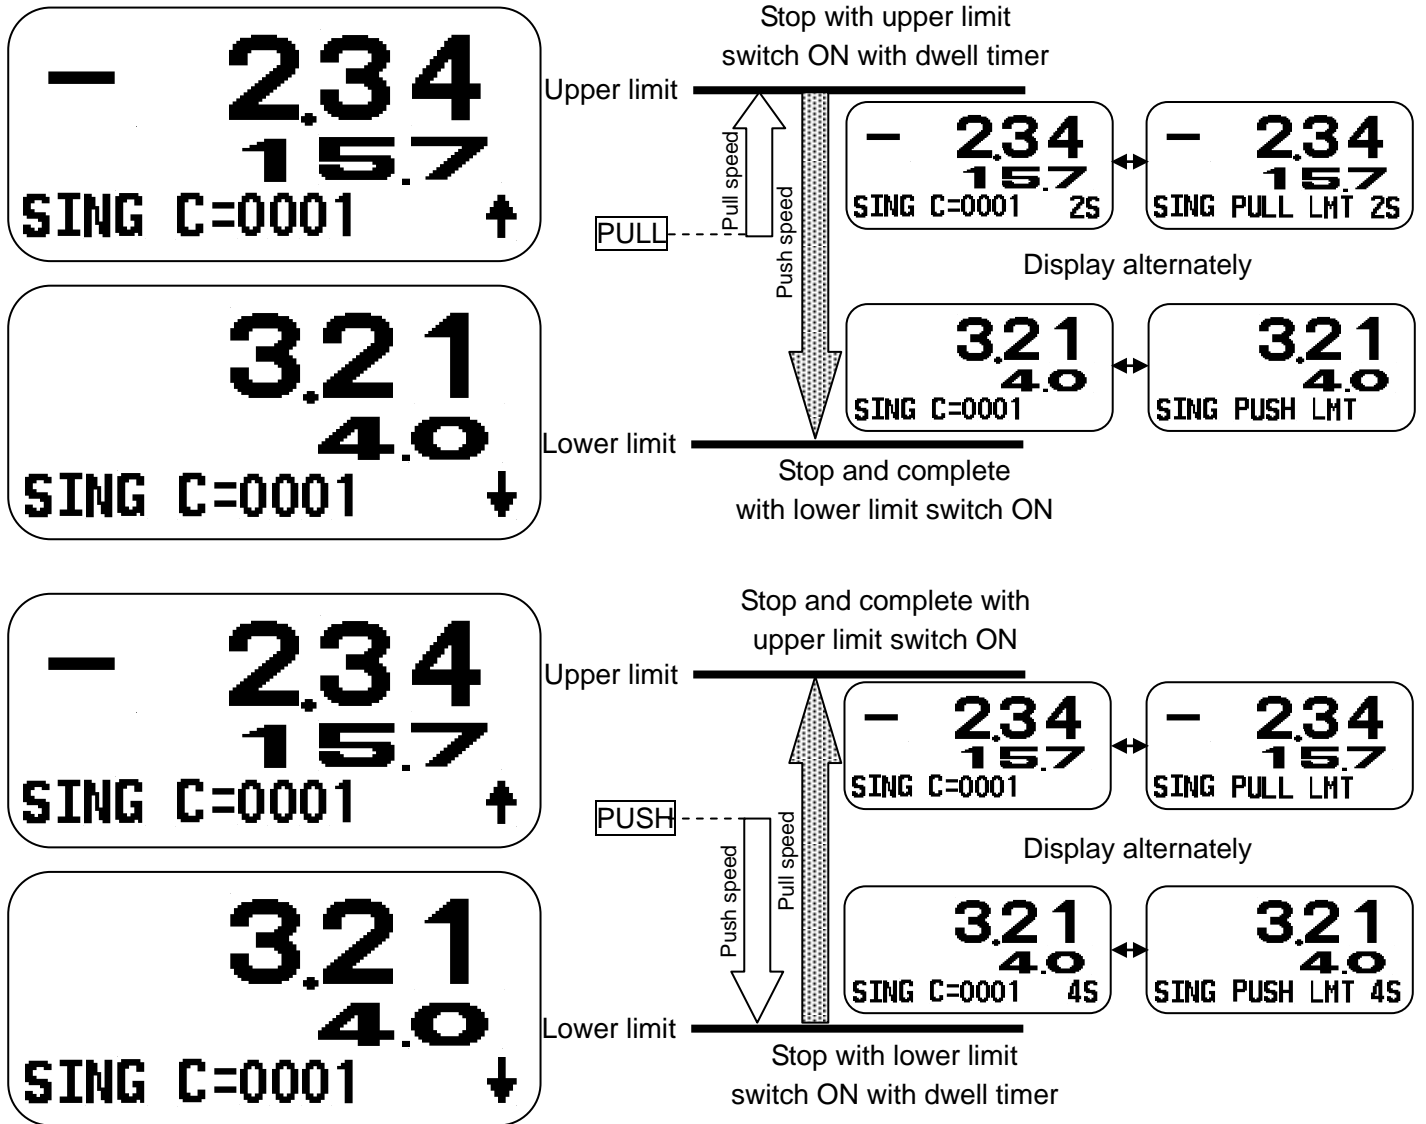 Stop with upper limit
switch ON with dwell timer
− 2.34
15.7
SING C=0001 ↑
Upper limit
Pull speed
Push speed
PULL
− 2.34
15.7
SING C=0001 2S
− 2.34
15.7
SING PULL LMT 2S
Display alternately
3.21
4.0
SING C=0001 ↓
Lower limit
3.21
4.0
SING C=0001
3.21
4.0
SING PUSH LMT
Stop and complete
with lower limit switch ON
Stop and complete with
upper limit switch ON
− 2.34
15.7
SING C=0001 ↑
Upper limit
PUSH
Push speed
Pull speed
− 2.34
15.7
SING C=0001
− 2.34
15.7
SING PULL LMT
Display alternately
3.21
4.0
SING C=0001 ↓
Lower limit
3.21
4.0
SING C=0001 4S
3.21
4.0
SING PUSH LMT 4S
Stop with lower limit
switch ON with dwell timer